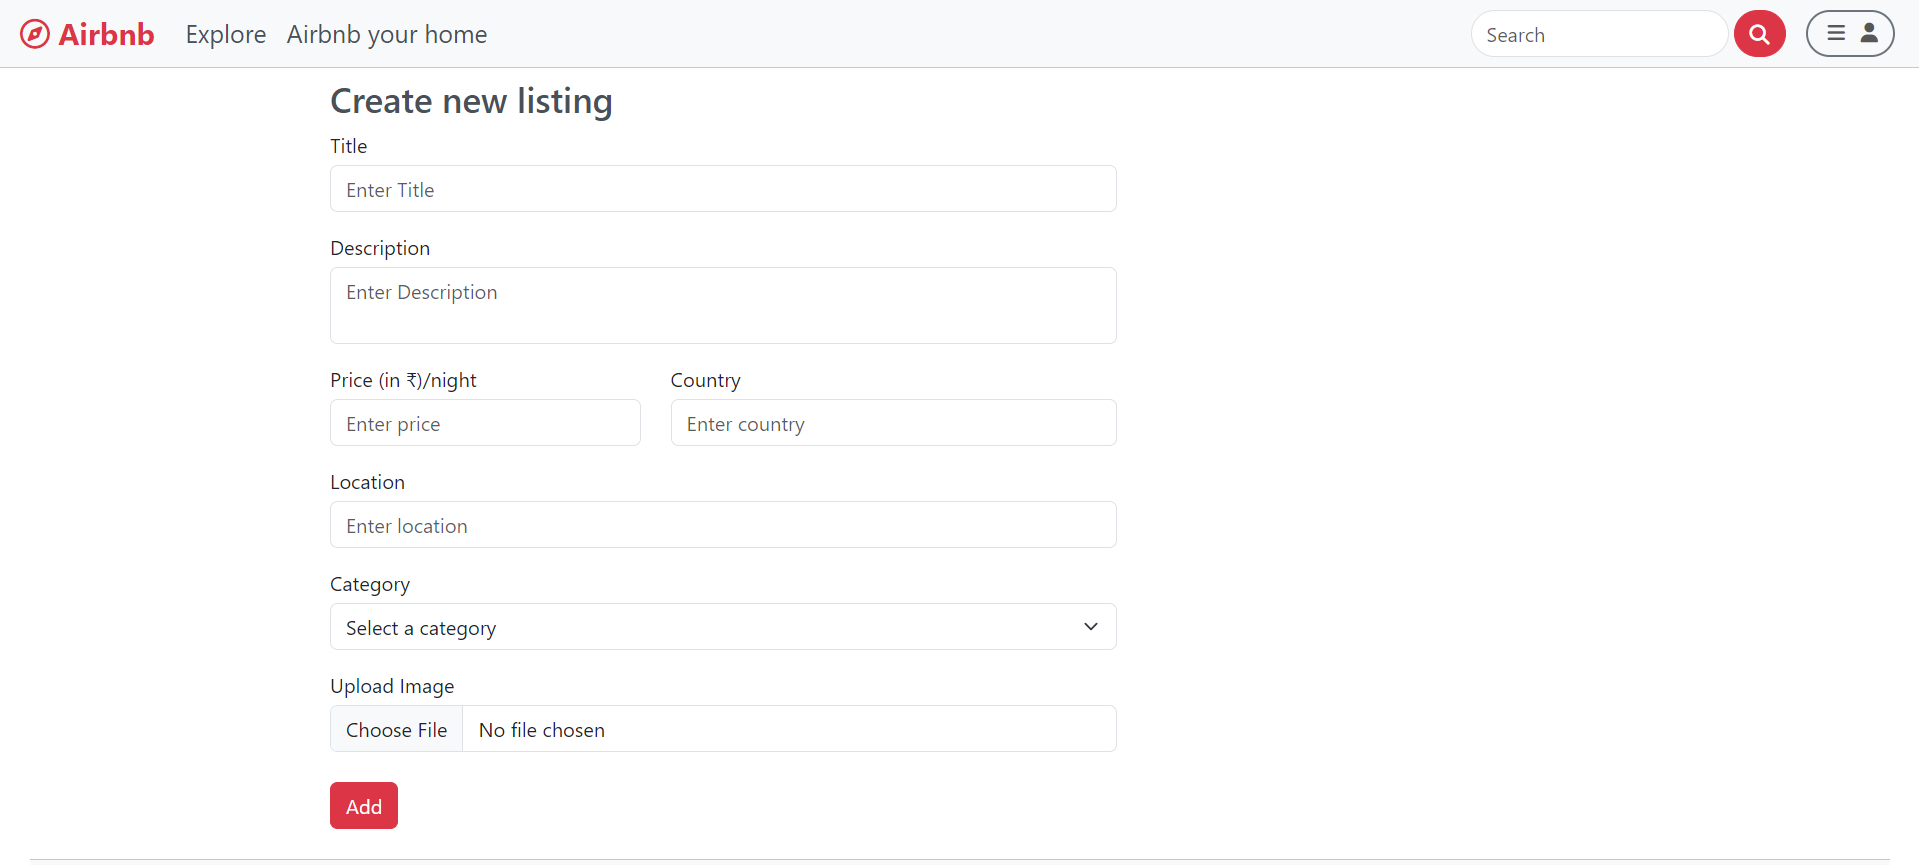 Airbnb Explore Airbnb your home Search
Create new listing
Title
Enter Title
Description
Enter Description
Price (in ₹)/night Country
Enter price Enter country
Location
Enter location
Category
Select a category
Upload Image
Choose File No file chosen
Add